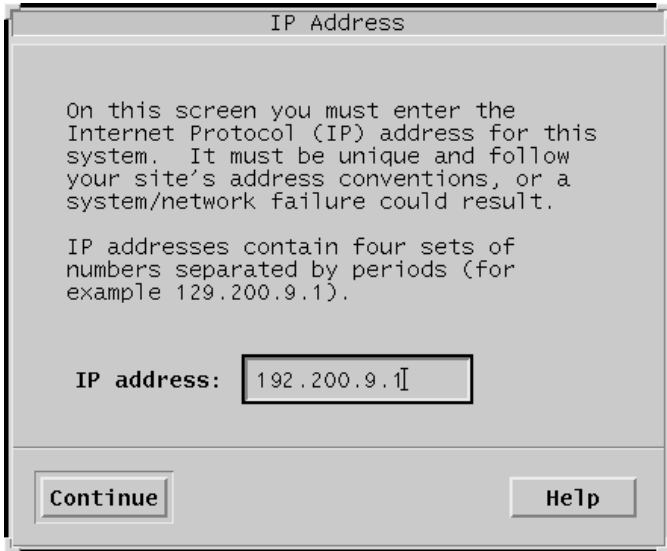 IP Address
On this screen you must enter the
Internet Protocol (IP) address for this
system.  It must be unique and follow
your site's address conventions, or a
system/network failure could result.
IP addresses contain four sets of
numbers separated by periods (for
example 129.200.9.1).
IP address: 192.200.9.1
Continue Help